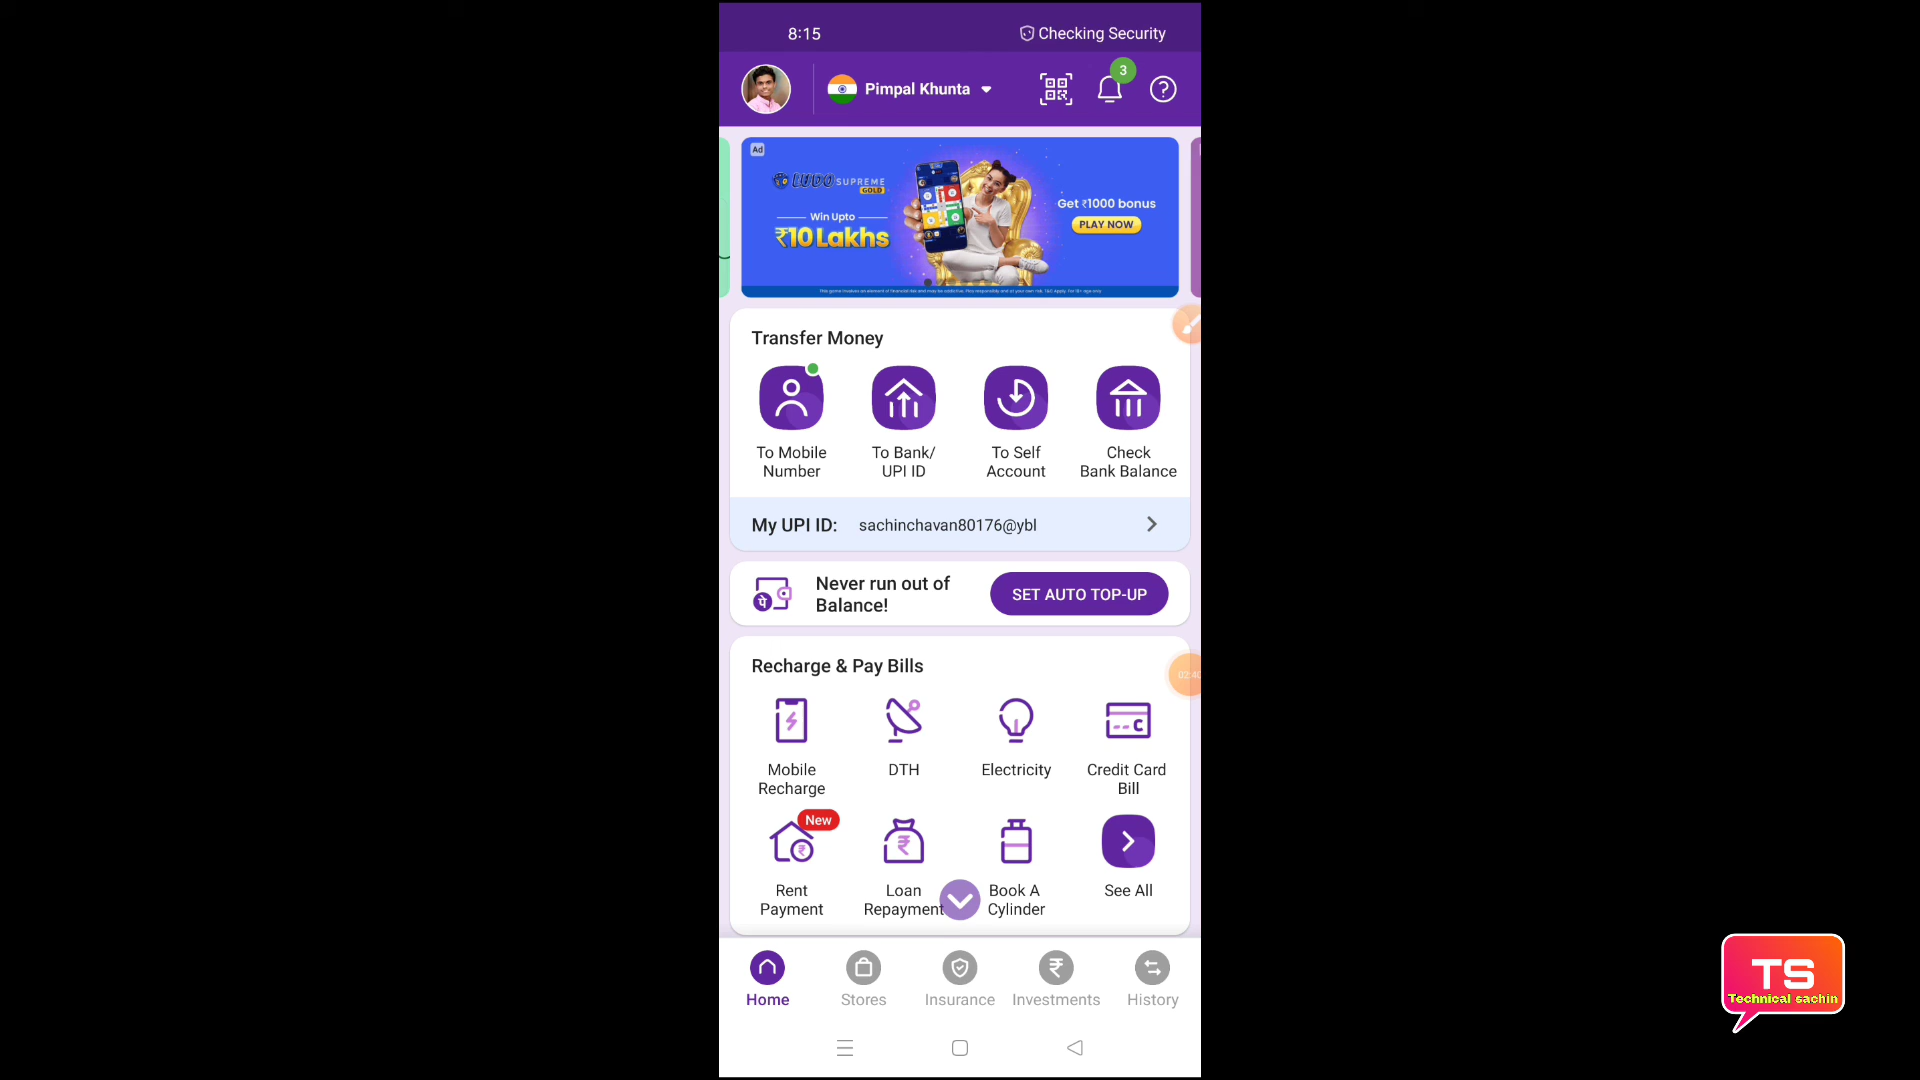 8:15
Checking Security
Pimpal Khunta
3
Ad
LUDO SUPREME
GOLD
Win Upto
₹10 Lakhs
Get ₹1000 bonus
PLAY NOW
This game involves an element of financial risk and may be addictive. Play responsibly and at your own risk. T&C Apply. For 18+ age only
Transfer Money
To Mobile
Number
To Bank/
UPI ID
To Self
Account
Check
Bank Balance
My UPI ID:
sachinchavan80176@ybl
पे
Never run out of
Balance!
SET AUTO TOP-UP
Recharge & Pay Bills
02:40
C
Mobile
Recharge
DTH
Electricity
Credit Card
Bill
New
₹
₹
Rent
Payment
Loan
Repayment
Book A
Cylinder
See All
₹
Home
Stores
Insurance
Investments
History
TS
Technical sachin